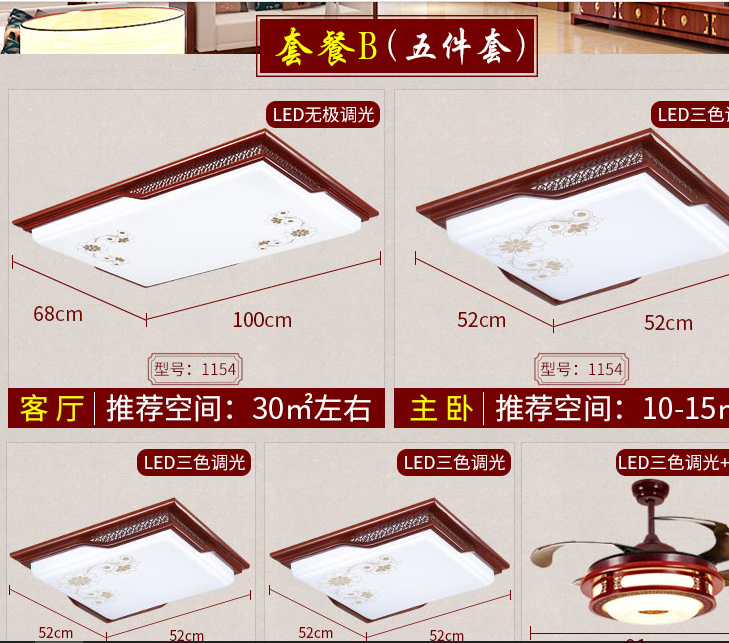 套餐B(五件套)
LED无极调光
LED三色
68cm
100cm
52cm
52cm
型号：1154
型号：1154
客厅 推荐空间：30㎡左右
主卧 推荐空间：10-15
LED三色调光
LED三色调光
LED三色调光+
52cm
52cm
52cm
52cm